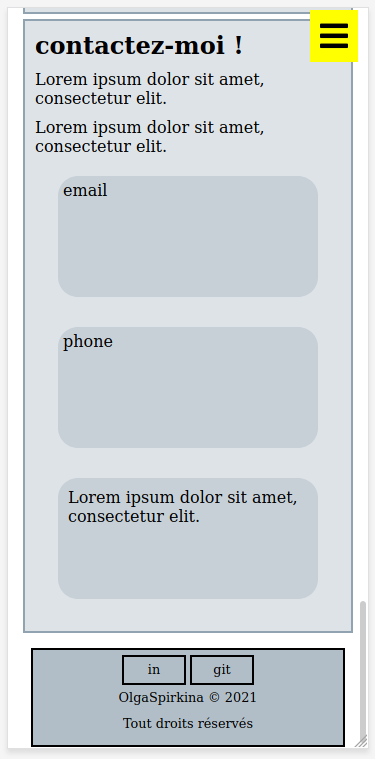 contactez-moi !
Lorem ipsum dolor sit amet,
consectetur elit.
Lorem ipsum dolor sit amet,
consectetur elit.
email
phone
Lorem ipsum dolor sit amet,
consectetur elit.
in git
OlgaSpirkina © 2021
Tout droits réservés